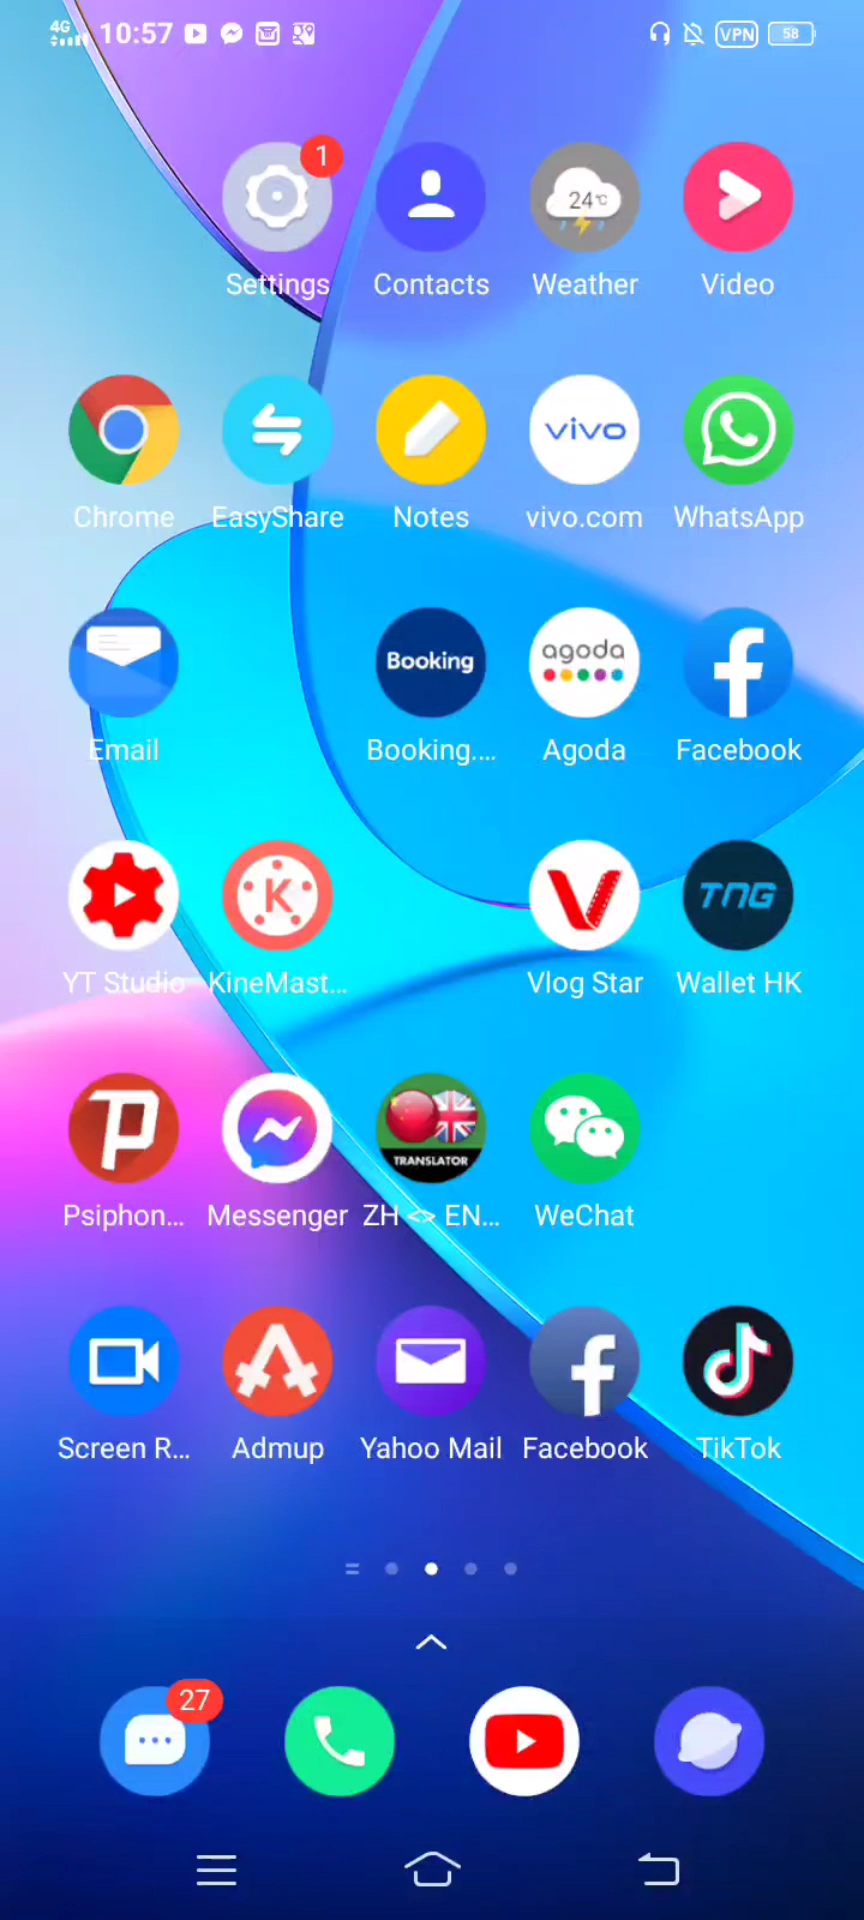 4G 10:57 VPN 58
1
24℃
Settings Contacts Weather Video
vivo
Chrome EasyShare Notes vivo.com WhatsApp
Booking agoda
Email Booking.... Agoda Facebook
K TNG
YT Studio KineMast... Vlog Star Wallet HK
TRANSLATOR
Psiphon... Messenger ZH <> EN... WeChat
Screen R... Admup Yahoo Mail Facebook TikTok
27